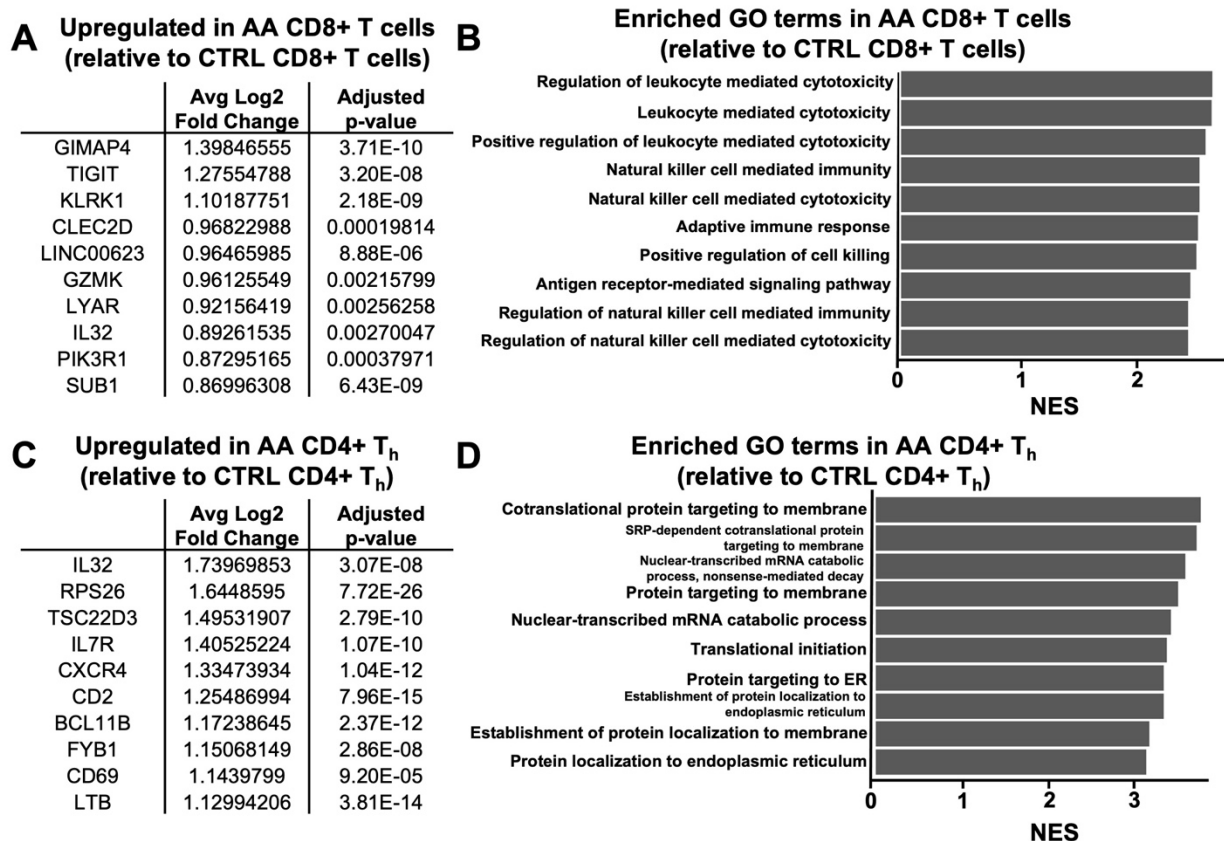 A
Upregulated in AA CD8+ T cells
(relative to CTRL CD8+ T cells)
Avg Log2 Adjusted
Fold Change p-value
GIMAP4 1.39846555 3.71E-10
TIGIT 1.27554788 3.20E-08
KLRK1 1.10187751 2.18E-09
CLEC2D 0.96822988 0.00019814
LINC00623 0.96465985 8.88E-06
GZMK 0.96125549 0.00215799
LYAR 0.92156419 0.00256258
IL32 0.89261535 0.00270047
PIK3R1 0.87295165 0.00037971
SUB1 0.86996308 6.43E-09
B
Enriched GO terms in AA CD8+ T cells
(relative to CTRL CD8+ T cells)
Regulation of leukocyte mediated cytotoxicity
Leukocyte mediated cytotoxicity
Positive regulation of leukocyte mediated cytotoxicity
Natural killer cell mediated immunity
Natural killer cell mediated cytotoxicity
Adaptive immune response
Positive regulation of cell killing
Antigen receptor-mediated signaling pathway
Regulation of natural killer cell mediated immunity
Regulation of natural killer cell mediated cytotoxicity
0 1 2
NES
C
Upregulated in AA CD4+ Th
(relative to CTRL CD4+ Th)
Avg Log2 Adjusted
Fold Change p-value
IL32 1.73969853 3.07E-08
RPS26 1.6448595 7.72E-26
TSC22D3 1.49531907 2.79E-10
IL7R 1.40525224 1.07E-10
CXCR4 1.33473934 1.04E-12
CD2 1.25486994 7.96E-15
BCL11B 1.17238645 2.37E-12
FYB1 1.15068149 2.86E-08
CD69 1.1439799 9.20E-05
LTB 1.12994206 3.81E-14
D
Enriched GO terms in AA CD4+ Th
(relative to CTRL CD4+ Th)
Cotranslational protein targeting to membrane
SRP-dependent cotranslational protein
targeting to membrane
Nuclear-transcribed mRNA catabolic
process, nonsense-mediated decay
Protein targeting to membrane
Nuclear-transcribed mRNA catabolic process
Translational initiation
Protein targeting to ER
Establishment of protein localization to
endoplasmic reticulum
Establishment of protein localization to membrane
Protein localization to endoplasmic reticulum
0 1 2 3
NES